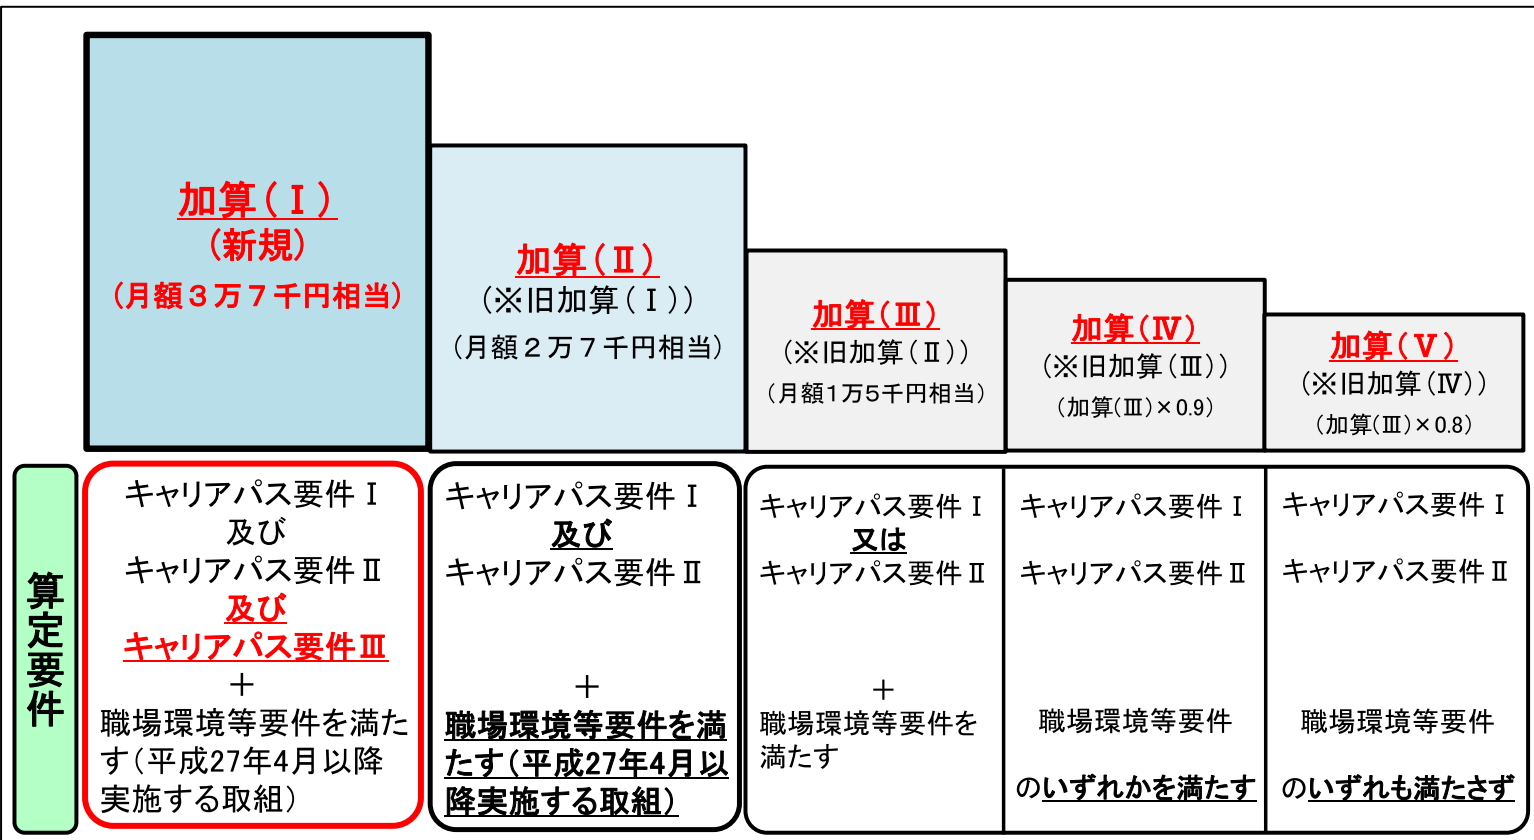 加算(Ⅰ)
(新規)
(月額3万7千円相当)
加算(Ⅱ)
(※旧加算(Ⅰ))
(月額2万7千円相当)
加算(Ⅲ)
(※旧加算(Ⅱ))
(月額1万5千円相当)
加算(Ⅳ)
(※旧加算(Ⅲ))
(加算(Ⅲ)×0.9)
加算(Ⅴ)
(※旧加算(Ⅳ))
(加算(Ⅲ)×0.8)
算定要件
キャリアパス要件Ⅰ
及び
キャリアパス要件Ⅱ
及び
キャリアパス要件Ⅲ
+
職場環境等要件を満た
す(平成27年4月以降
実施する取組)
キャリアパス要件Ⅰ
及び
キャリアパス要件Ⅱ
+
職場環境等要件を満
たす(平成27年4月以
降実施する取組)
キャリアパス要件Ⅰ
又は
キャリアパス要件Ⅱ
+
職場環境等要件を
満たす
キャリアパス要件Ⅰ
キャリアパス要件Ⅱ
職場環境等要件
のいずれかを満たす
キャリアパス要件Ⅰ
キャリアパス要件Ⅱ
職場環境等要件
のいずれも満たさず